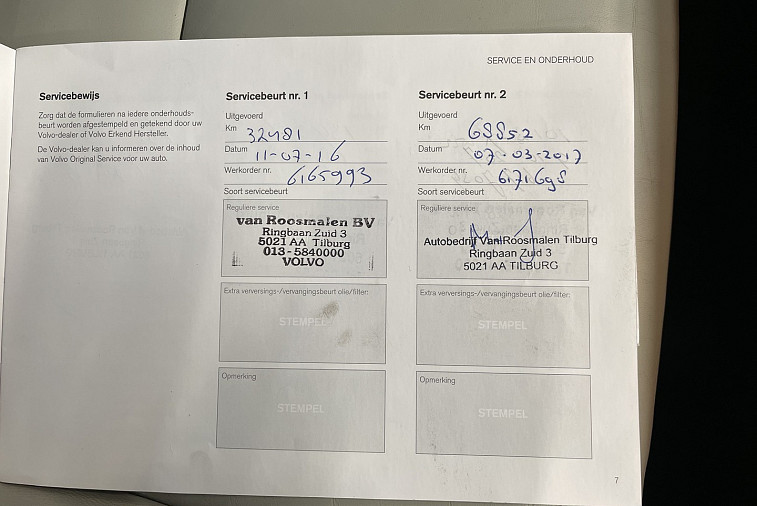 SERVICE EN ONDERHOUD
Servicebewijs
Zorg dat de formulieren na iedere onderhouds-
beurt worden afgestempeld en getekend door uw
Volvo-dealer of Volvo Erkend Hersteller.
De Volvo-dealer kan u informeren over de inhoud
van Volvo Original Service voor uw auto.
Servicebeurt nr. 1
Uitgevoerd
Km 32481
Datum 11-07-16
Werkorder nr. 6165993
Soort servicebeurt
Reguliere service
van Roosmalen BV
Ringbaan Zuid 3
5021 AA Tilburg
013-5840000
VOLVO
Extra verversings-/vervangingsbeurt olie/filter:
STEMPEL
Opmerking
STEMPEL
Servicebeurt nr. 2
Uitgevoerd
Km 68852
Datum 07-03-2017
Werkorder nr. 6171698
Soort servicebeurt
Reguliere service
Autobedrijf Van Roosmalen Tilburg
Ringbaan Zuid 3
5021 AA TILBURG
Extra verversings-/vervangingsbeurt olie/filter:
STEMPEL
Opmerking
STEMPEL
7